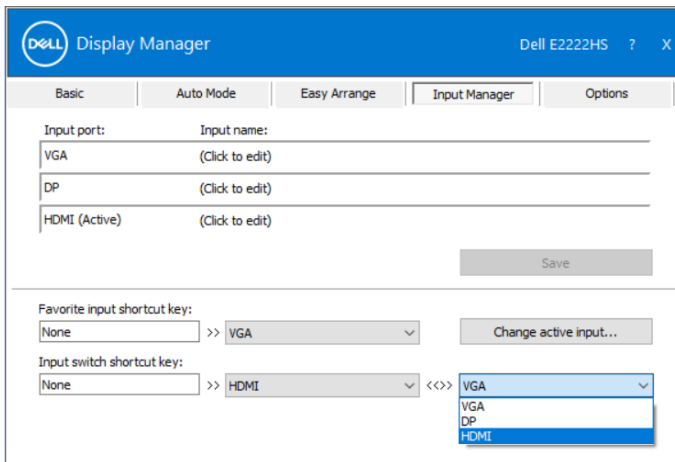 DELL Display Manager Dell E2222HS ? X
Basic Auto Mode Easy Arrange Input Manager Options
Input port: Input name:
VGA (Click to edit)
DP (Click to edit)
HDMI (Active) (Click to edit)
Save
Favorite input shortcut key:
None >> VGA Change active input...
Input switch shortcut key:
None >> HDMI <<>> VGA
VGA
DP
HDMI